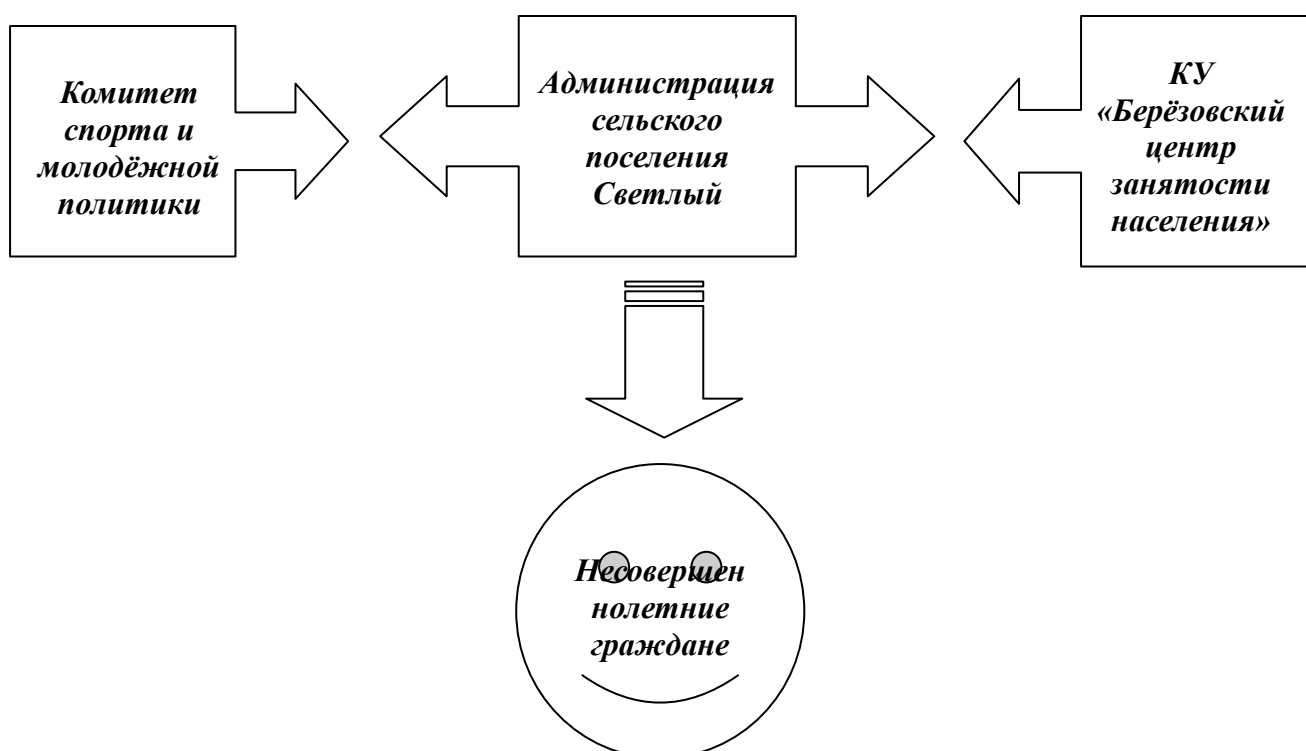 Комитет
спорта и
молодёжной
политики
Администрация
сельского
поселения
Светлый
КУ
«Берёзовский
центр
занятости
населения»
Несовершен
нолетние
граждане